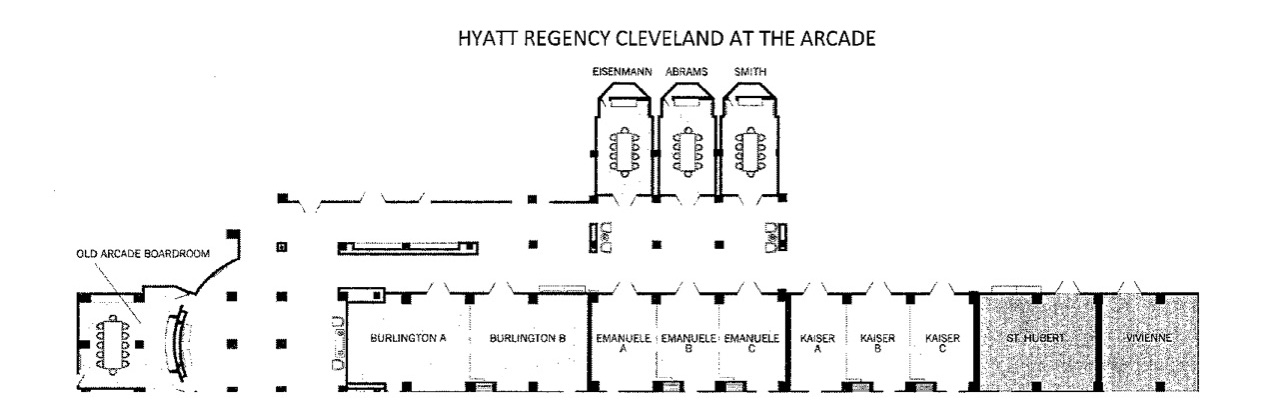 HYATT REGENCY CLEVELAND AT THE ARCADE
EISENMANN ABRAMS SMITH
OLD ARCADE BOARDROOM
BURLINGTON A BURLINGTON B EMANUELE A EMANUELE B EMANUELE C KAISER A KAISER B KAISER C ST. HUBERT VIVIENNE